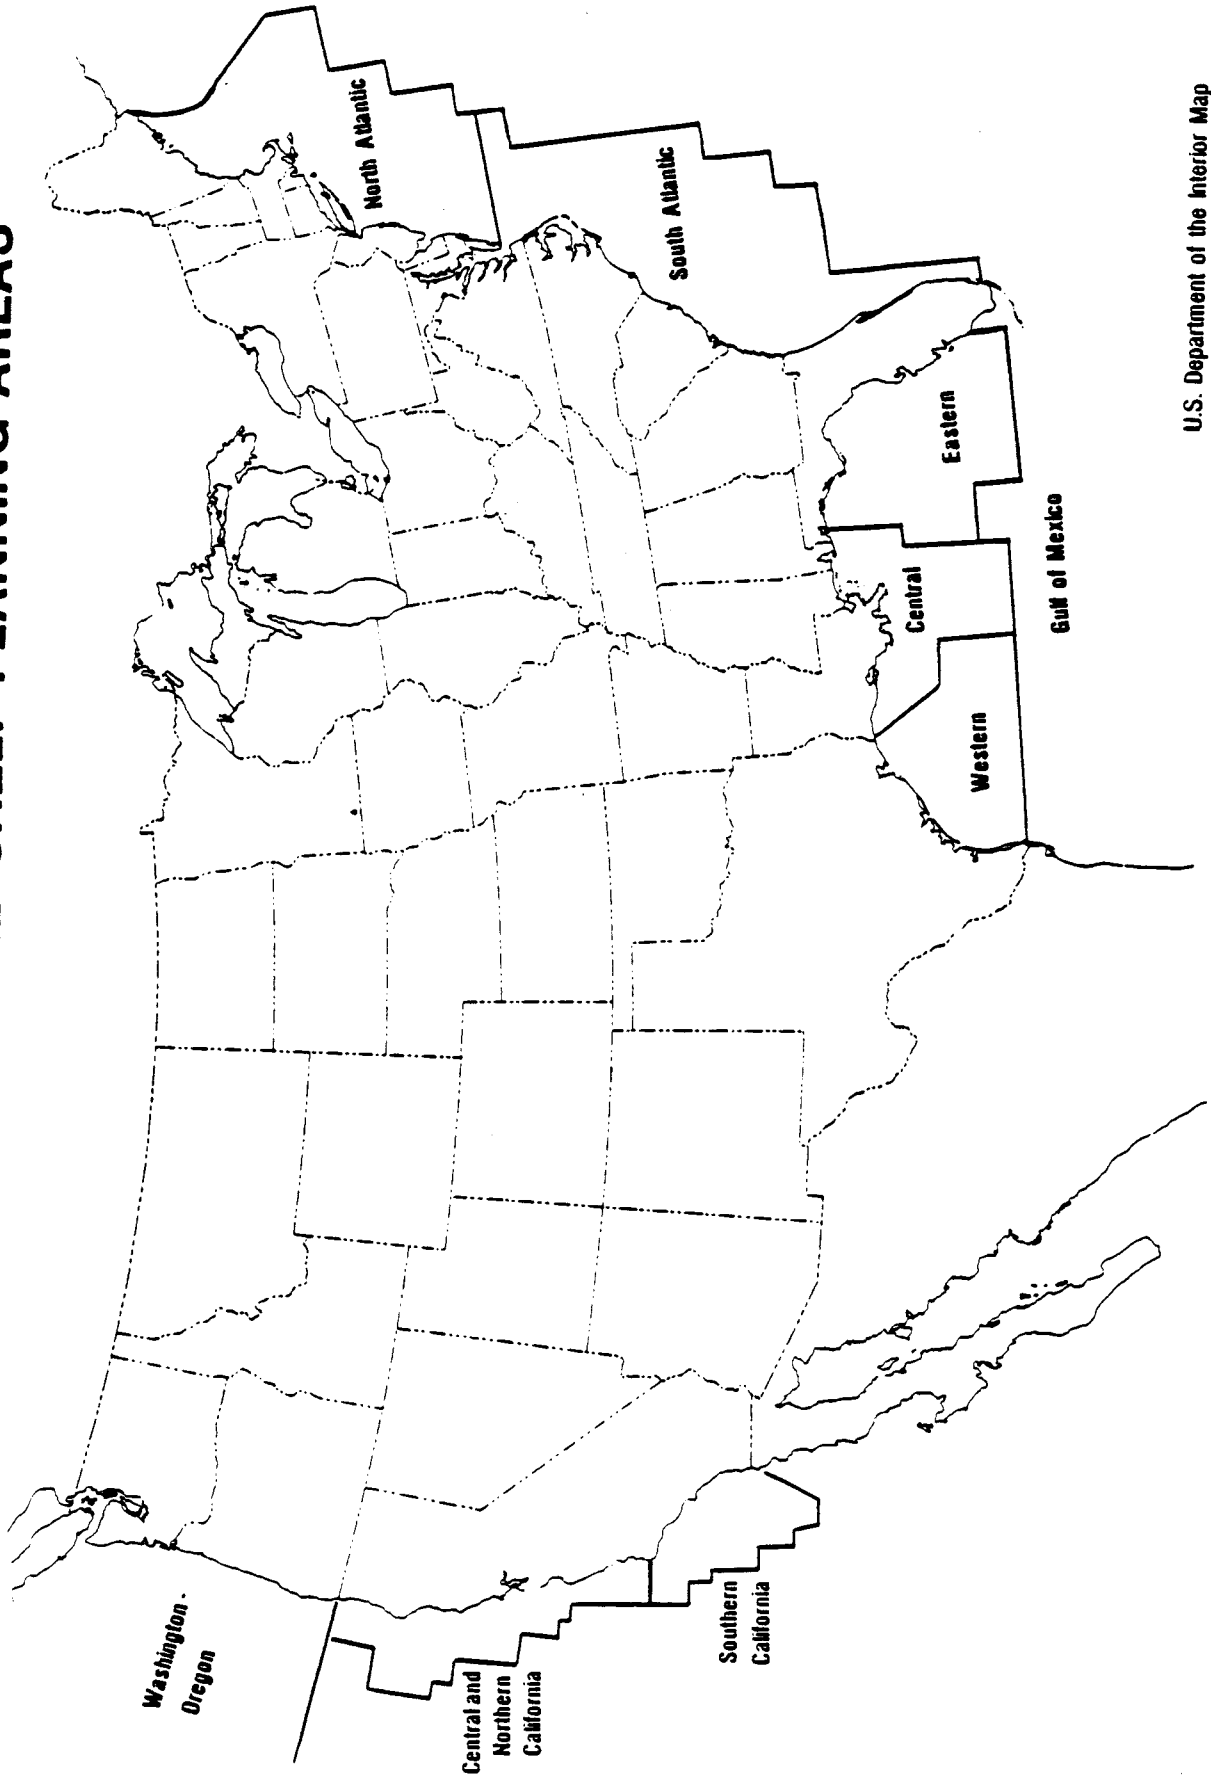 PLANNING AREAS
Washington -
Oregon
Central and
Northern
California
Southern
California
North Atlantic
South Atlantic
Western
Central
Eastern
Gulf of Mexico
U.S. Department of the Interior Map